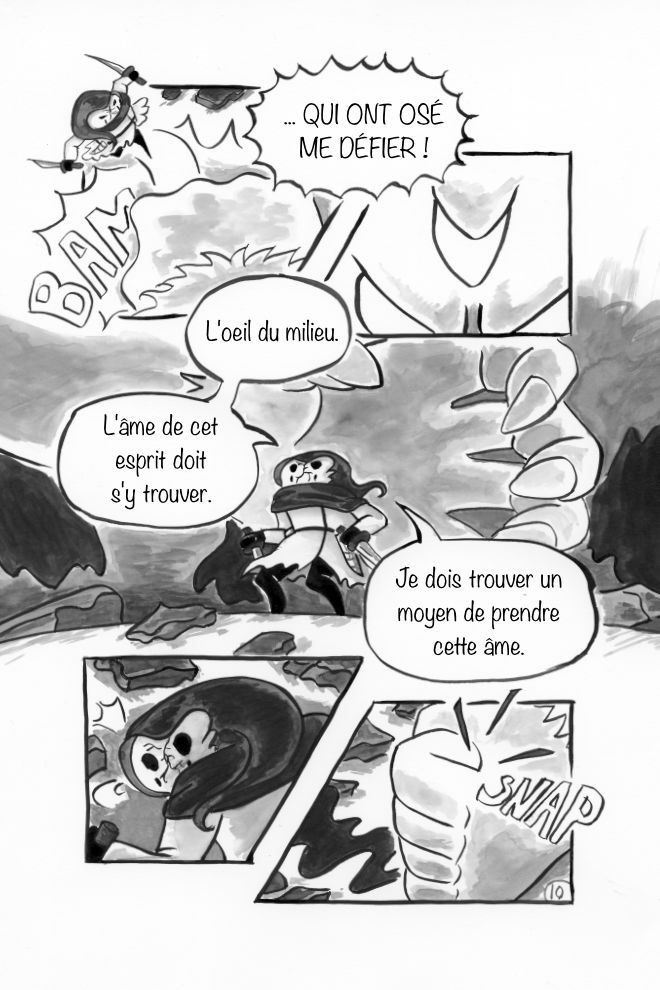 ... QUI ONT OSÉ
ME DÉFIER !
BAM
L'oeil du milieu.
L'âme de cet
esprit doit
s'y trouver.
Je dois trouver un
moyen de prendre
cette âme.
SNAP
10